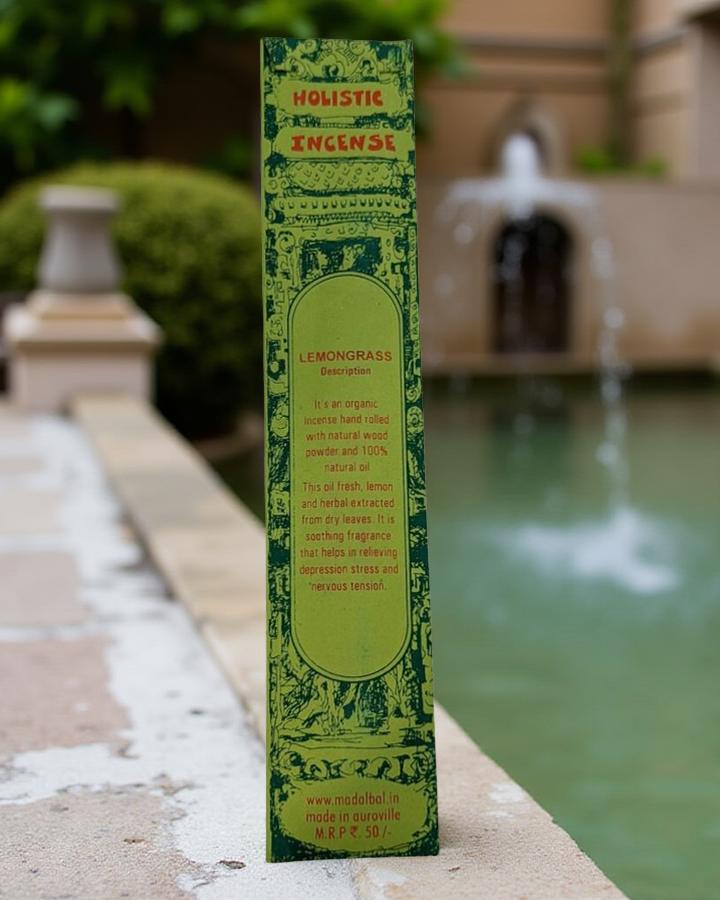 HOLISTIC
INCENSE
LEMONGRASS
Description
It's an organic
incense hand rolled
with natural wood
powder and 100%
natural oil
This oil fresh, lemon
and herbal extracted
from dry leaves. It is
soothing fragrance
that helps in relieving
depression stress and
"nervous tension".
www.madalbal.in
made in auroville
M.R.P ₹. 50 /-